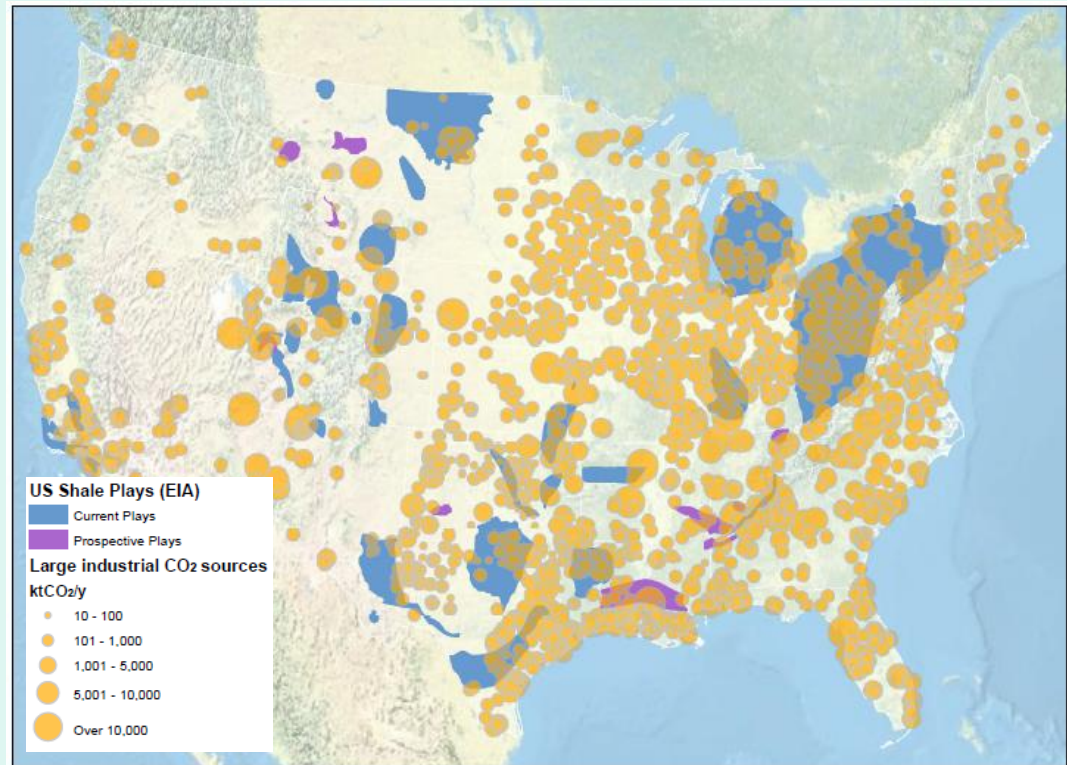 US Shale Plays (EIA)
Current Plays
Prospective Plays
Large industrial CO₂ sources
ktCO₂/y
10 - 100
101 - 1,000
1,001 - 5,000
5,001 - 10,000
Over 10,000